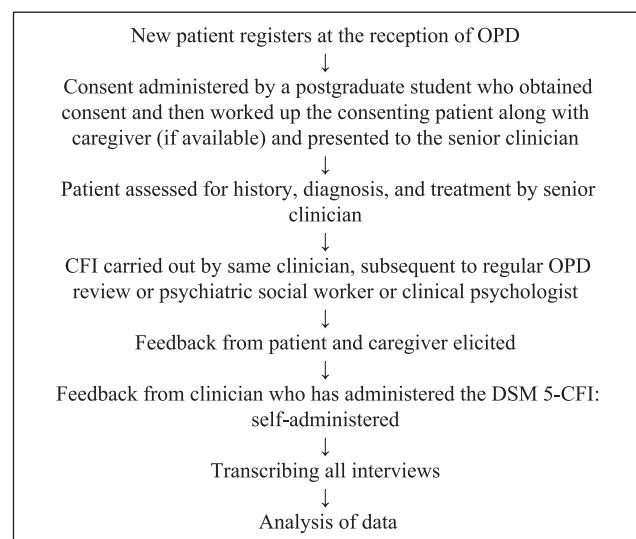 New patient registers at the reception of OPD
↓
Consent administered by a postgraduate student who obtained
consent and then worked up the consenting patient along with
caregiver (if available) and presented to the senior clinician
↓
Patient assessed for history, diagnosis, and treatment by senior
clinician
↓
CFI carried out by same clinician, subsequent to regular OPD
review or psychiatric social worker or clinical psychologist
↓
Feedback from patient and caregiver elicited
↓
Feedback from clinician who has administered the DSM 5-CFI:
self-administered
↓
Transcribing all interviews
↓
Analysis of data